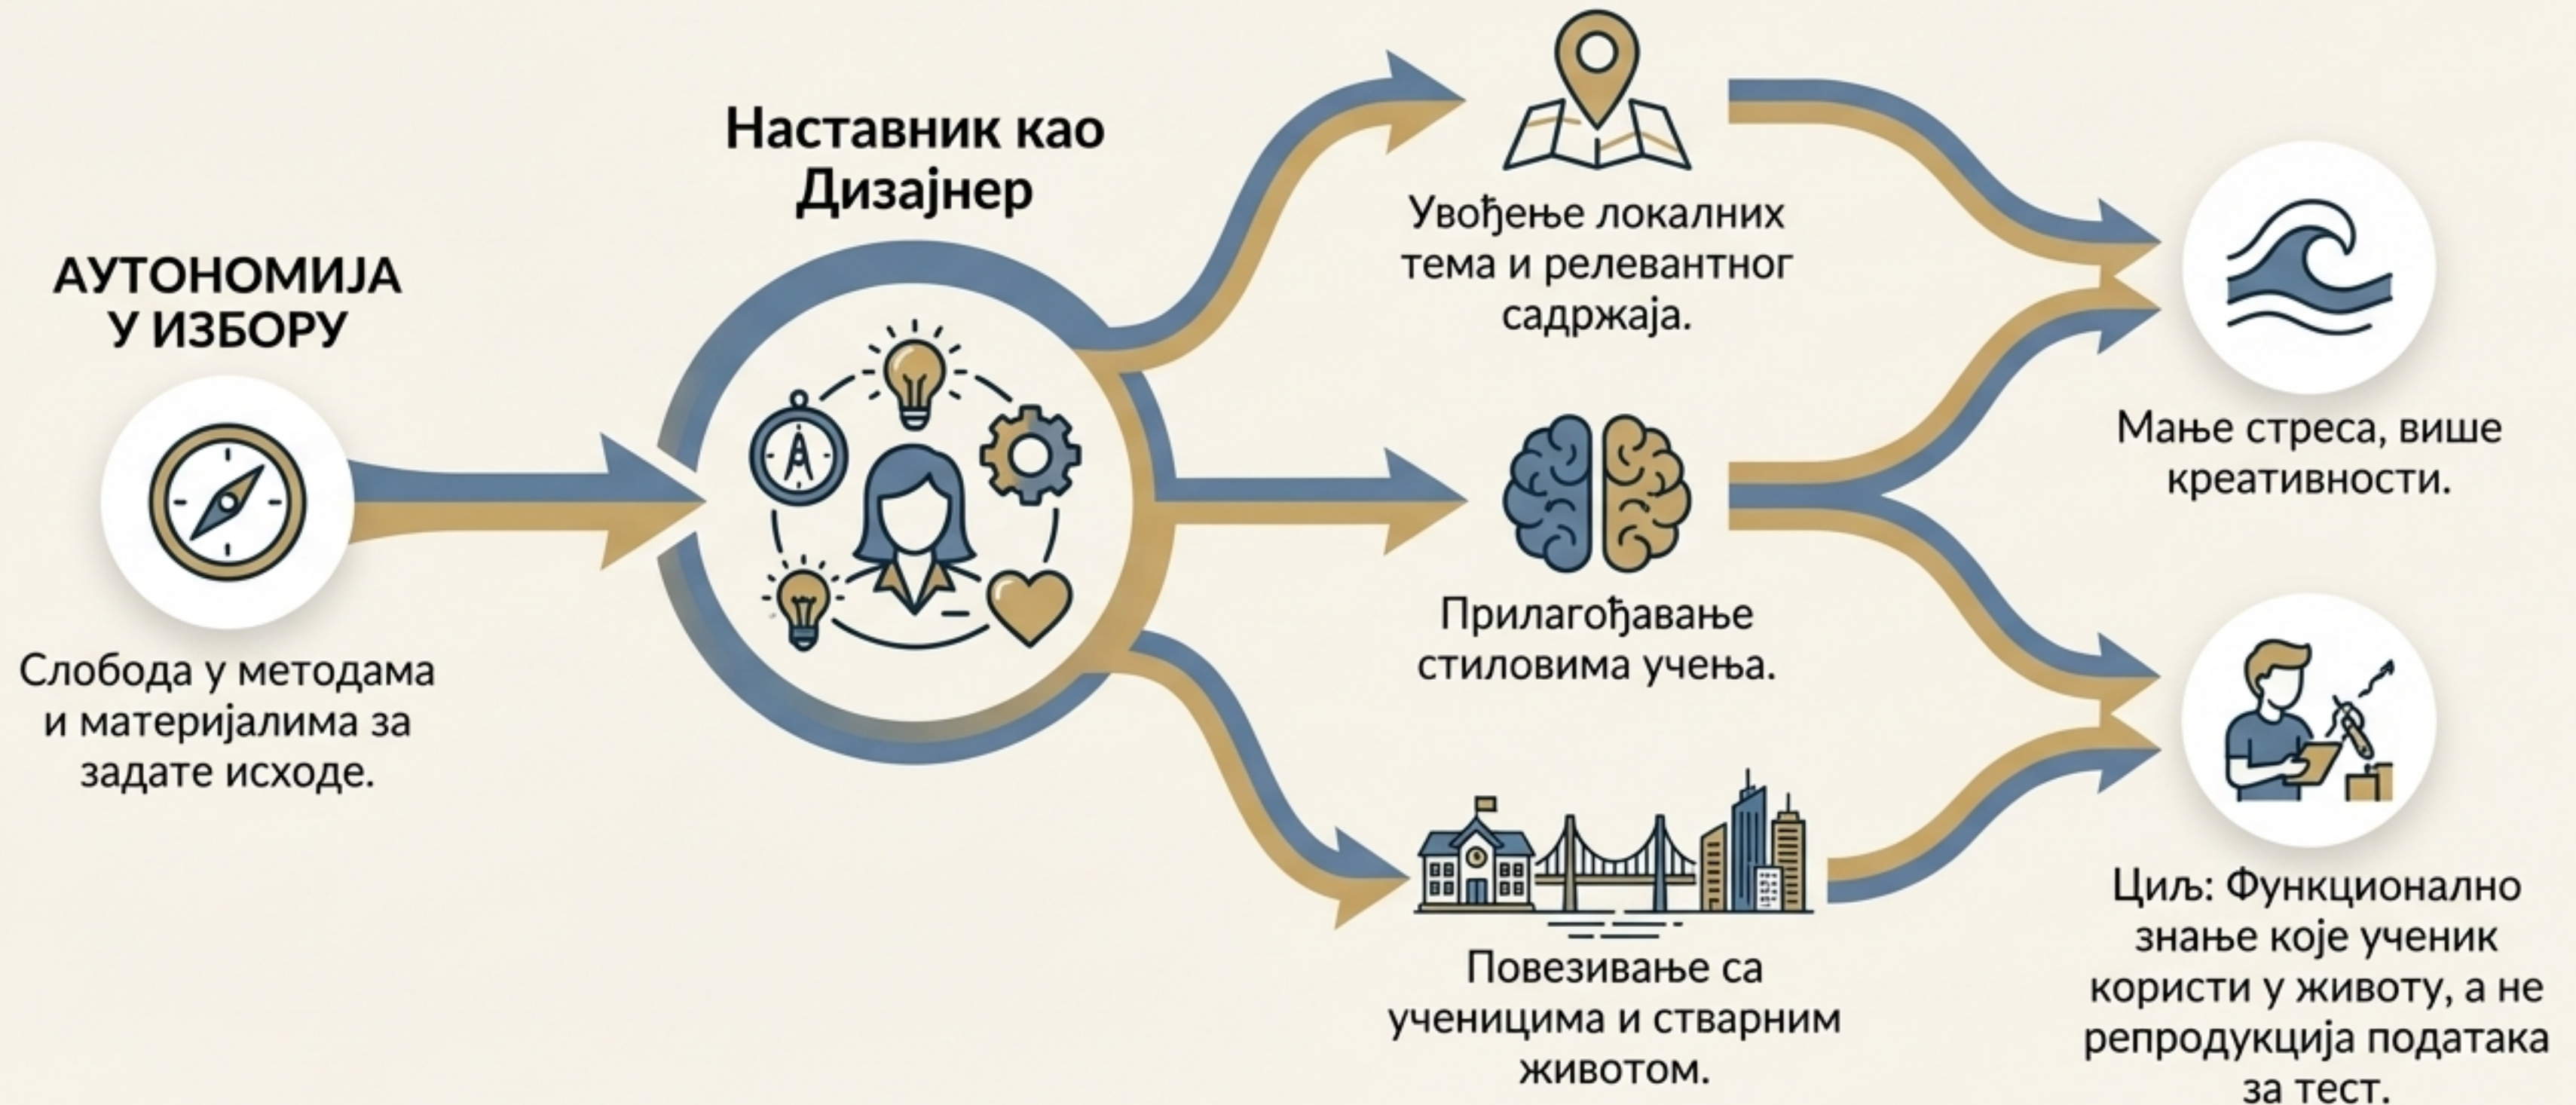 АУТОНОМИЈА
У ИЗБОРУ
Слобода у методама
и материјалима за
задате исходе.
Наставник као
Дизајнер
Увођење локалних
тема и релевантног
садржаја.
Прилагођавање
стиловима учења.
Повезивање са
ученицима и стварним
животом.
Мање стреса, више
креативности.
Циљ: Функционално
знање које ученик
користи у животу, а не
репродукција података
за тест.